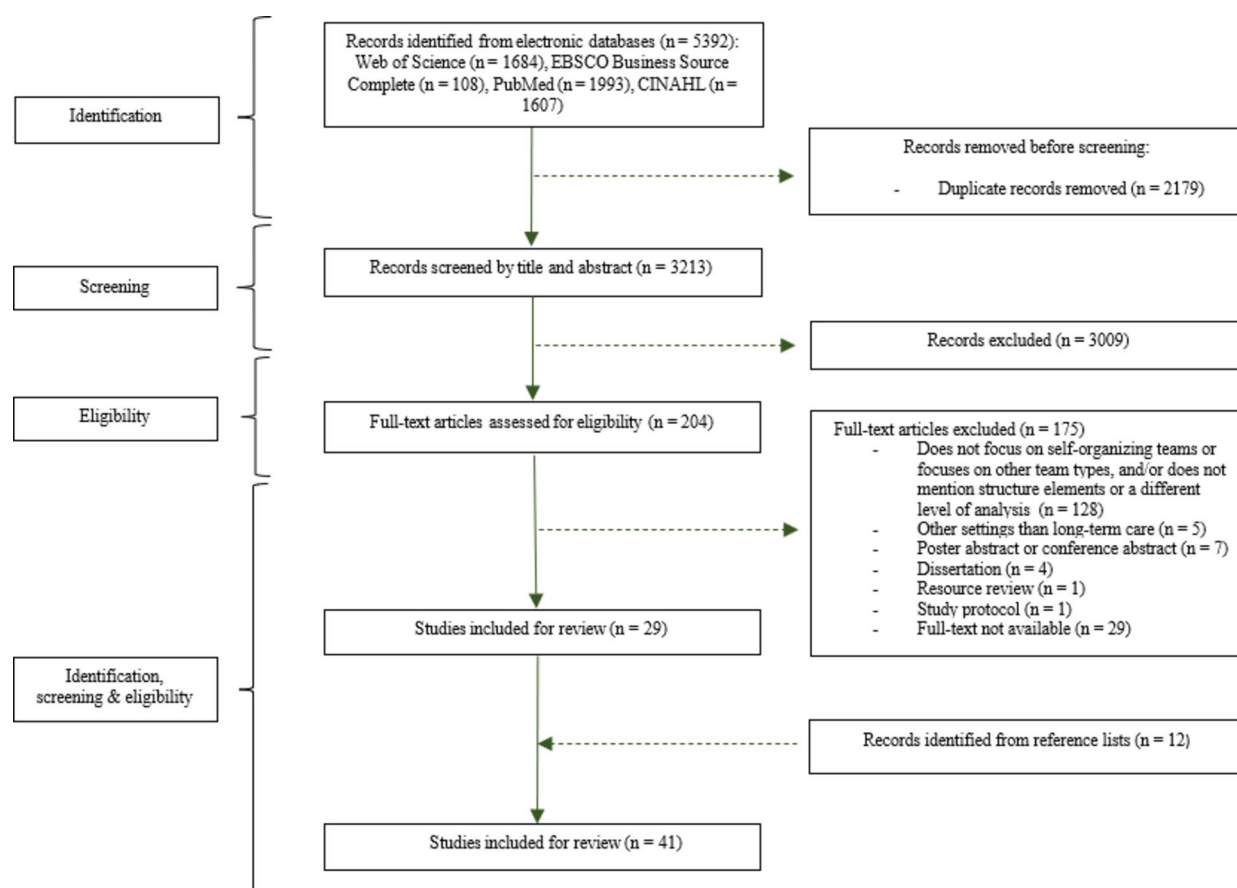 Records identified from electronic databases (n = 5392):
Web of Science (n = 1684), EBSCO Business Source
Complete (n = 108), PubMed (n = 1993), CINAHL (n =
1607)
Identification
Records removed before screening:
- Duplicate records removed (n = 2179)
Records screened by title and abstract (n = 3213)
Screening
Records excluded (n = 3009)
Eligibility
Full-text articles assessed for eligibility (n = 204)
Full-text articles excluded (n = 175)
- Does not focus on self-organizing teams or
focuses on other team types, and/or does not
mention structure elements or a different
level of analysis (n = 128)
- Other settings than long-term care (n = 5)
- Poster abstract or conference abstract (n = 7)
- Dissertation (n = 4)
- Resource review (n = 1)
- Study protocol (n = 1)
- Full-text not available (n = 29)
Studies included for review (n = 29)
Identification,
screening & eligibility
Records identified from reference lists (n = 12)
Studies included for review (n = 41)